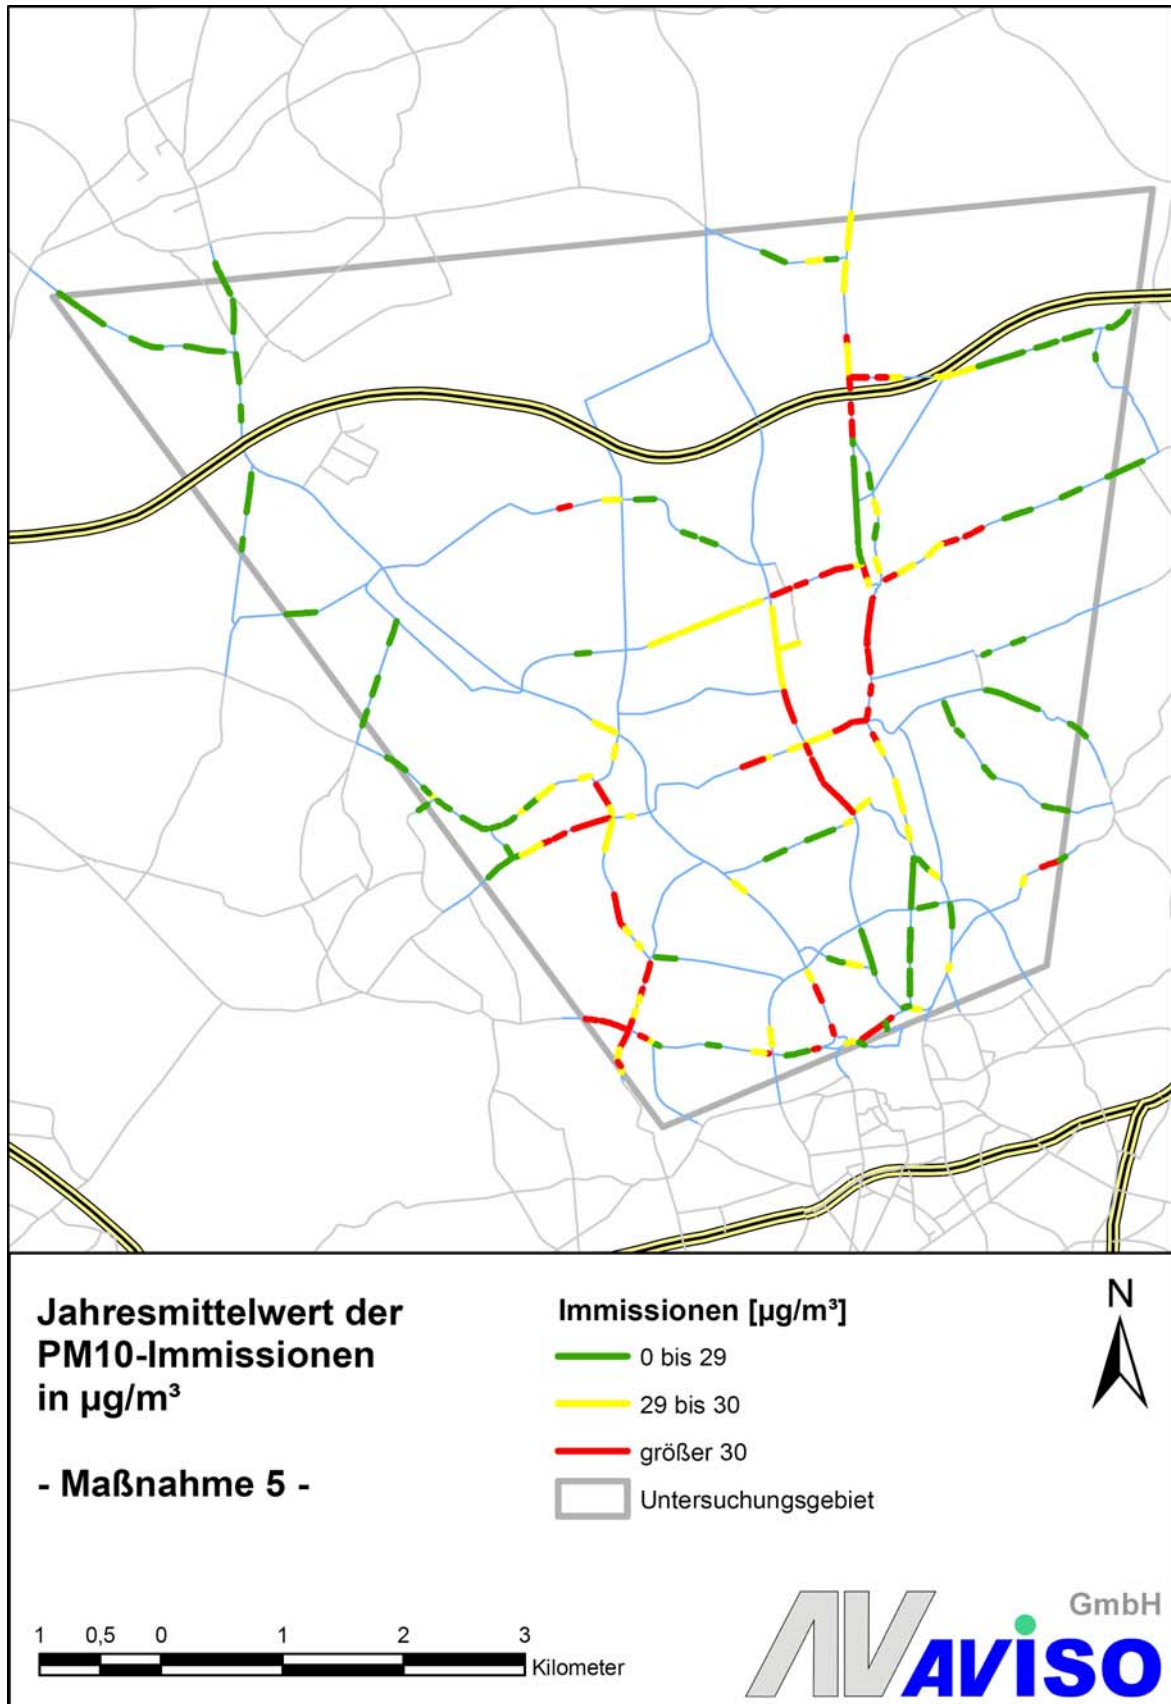 Jahresmittelwert der
PM10-Immissionen
in µg/m³
- Maßnahme 5 -
Immissionen [µg/m³]
0 bis 29
29 bis 30
größer 30
Untersuchungsgebiet
N
1 0,5 0 1 2 3
Kilometer
GmbH
AVISO